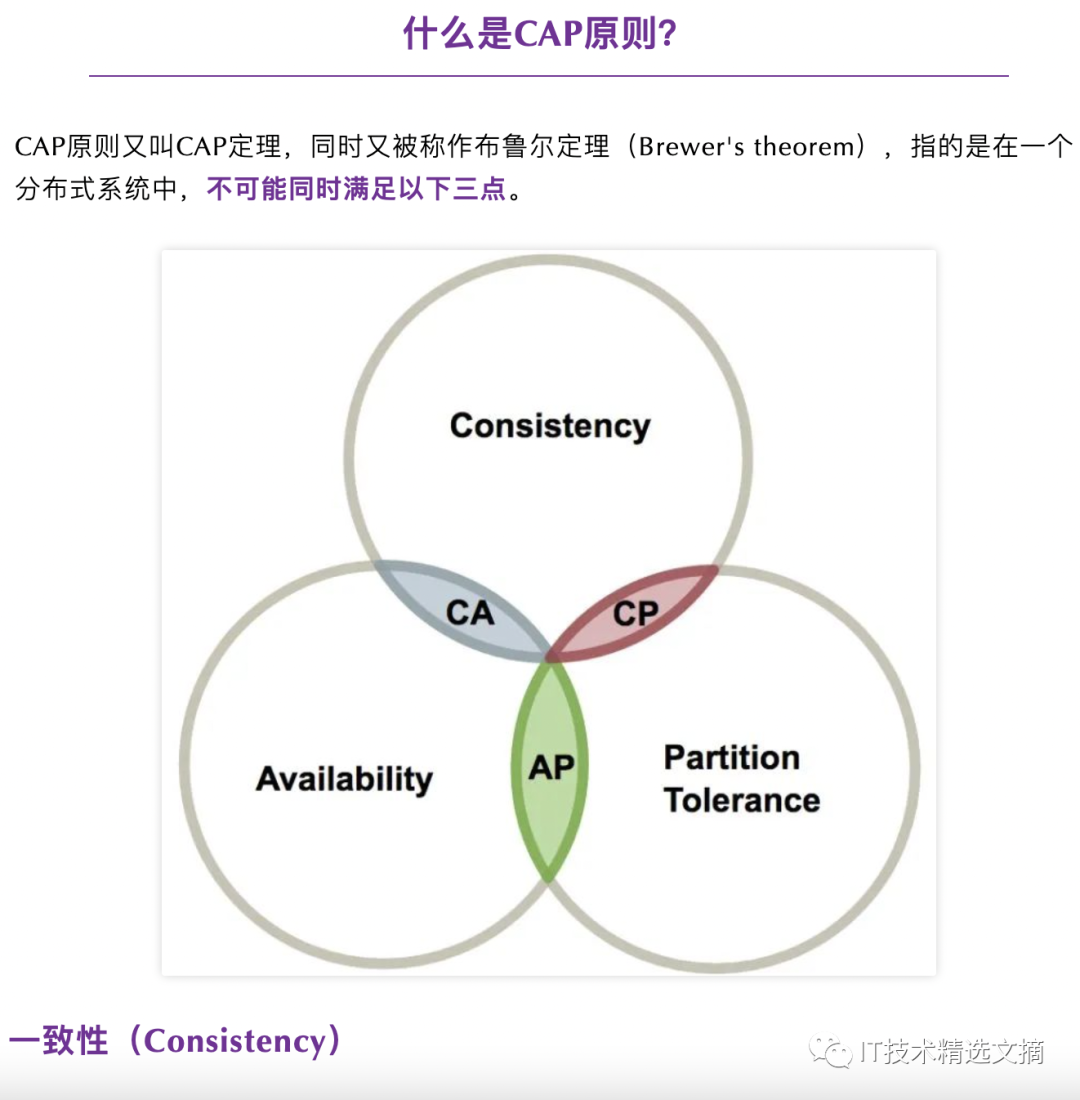 什么是CAP原则?
CAP原则又叫CAP定理，同时又被称作布鲁尔定理（Brewer's theorem），指的是在一个
分布式系统中，不可能同时满足以下三点。
Consistency
CA
CP
Availability
AP
Partition
Tolerance
一致性（Consistency）
IT技术精选文摘